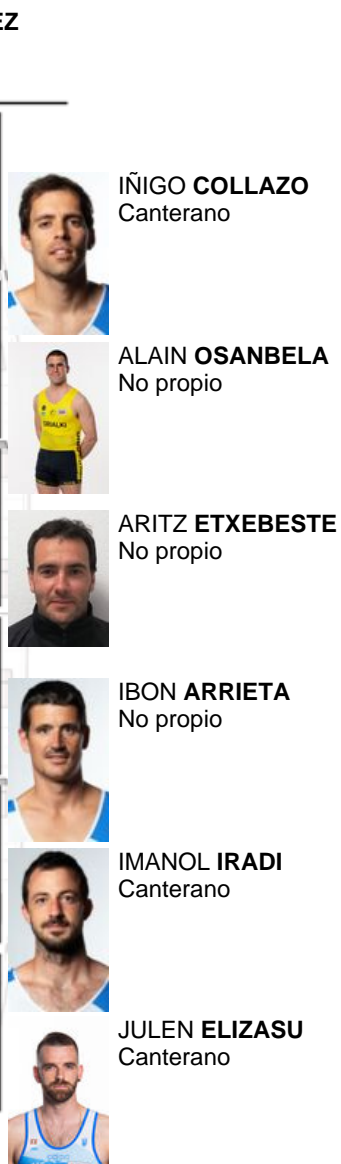 EZ
IÑIGO COLLAZO
Canterano
ALAIN OSANBELA
No propio
ARITZ ETXEBESTE
No propio
IBON ARRIETA
No propio
IMANOL IRADI
Canterano
JULEN ELIZASU
Canterano